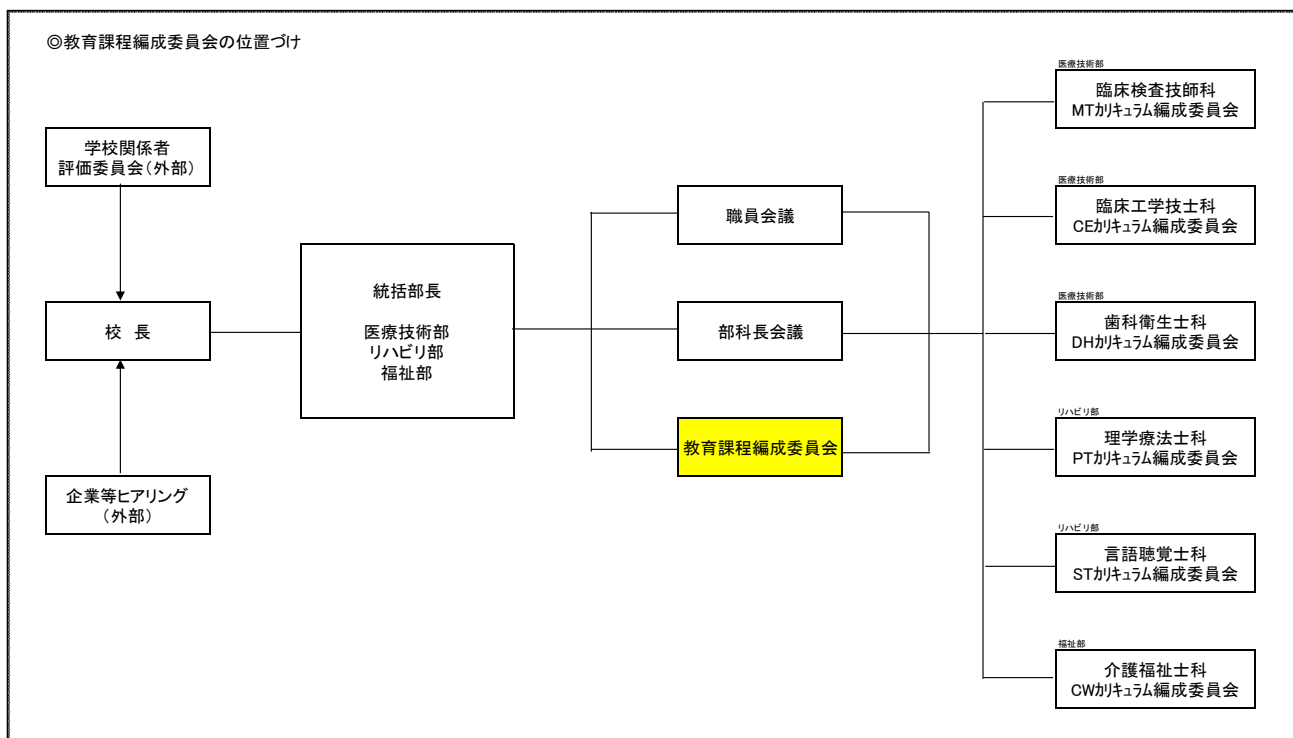 ◎教育課程編成委員会の位置づけ
学校関係者
評価委員会(外部)
校 長
企業等ヒアリング
(外部)
統括部長
医療技術部
リハビリ部
福祉部
職員会議
部科長会議
教育課程編成委員会
医療技術部
臨床検査技師科
MTカリキュラム編成委員会
医療技術部
臨床工学技士科
CEカリキュラム編成委員会
医療技術部
歯科衛生士科
DHカリキュラム編成委員会
リハビリ部
理学療法士科
PTカリキュラム編成委員会
リハビリ部
言語聴覚士科
STカリキュラム編成委員会
福祉部
介護福祉士科
CWカリキュラム編成委員会